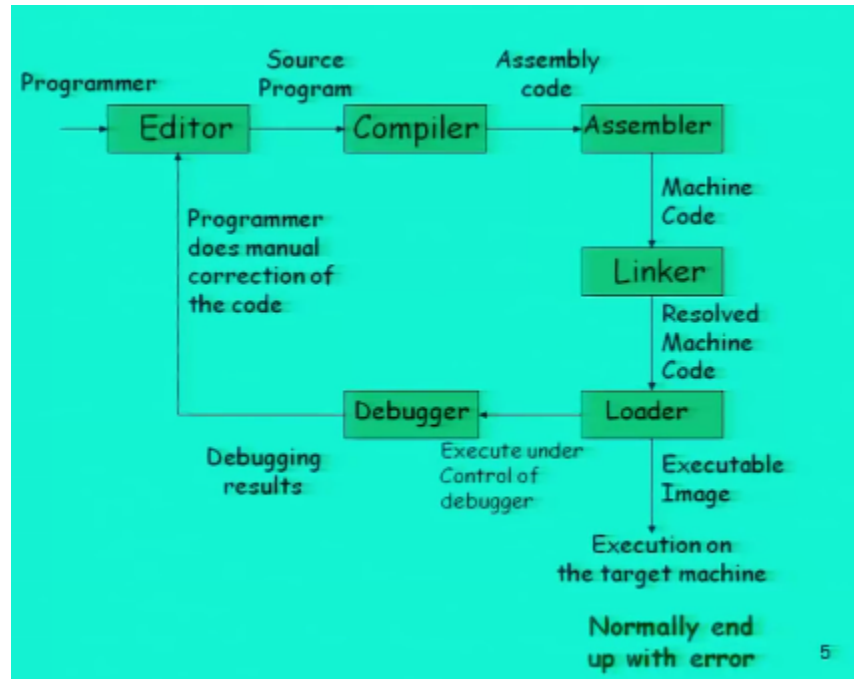 Programmer
Source
Program
Assembly
code
Editor
Compiler
Assembler
Machine
Code
Programmer
does manual
correction of
the code
Linker
Resolved
Machine
Code
Debugger
Loader
Debugging
results
Execute under
Control of
debugger
Executable
Image
Execution on
the target machine
Normally end
up with error
5